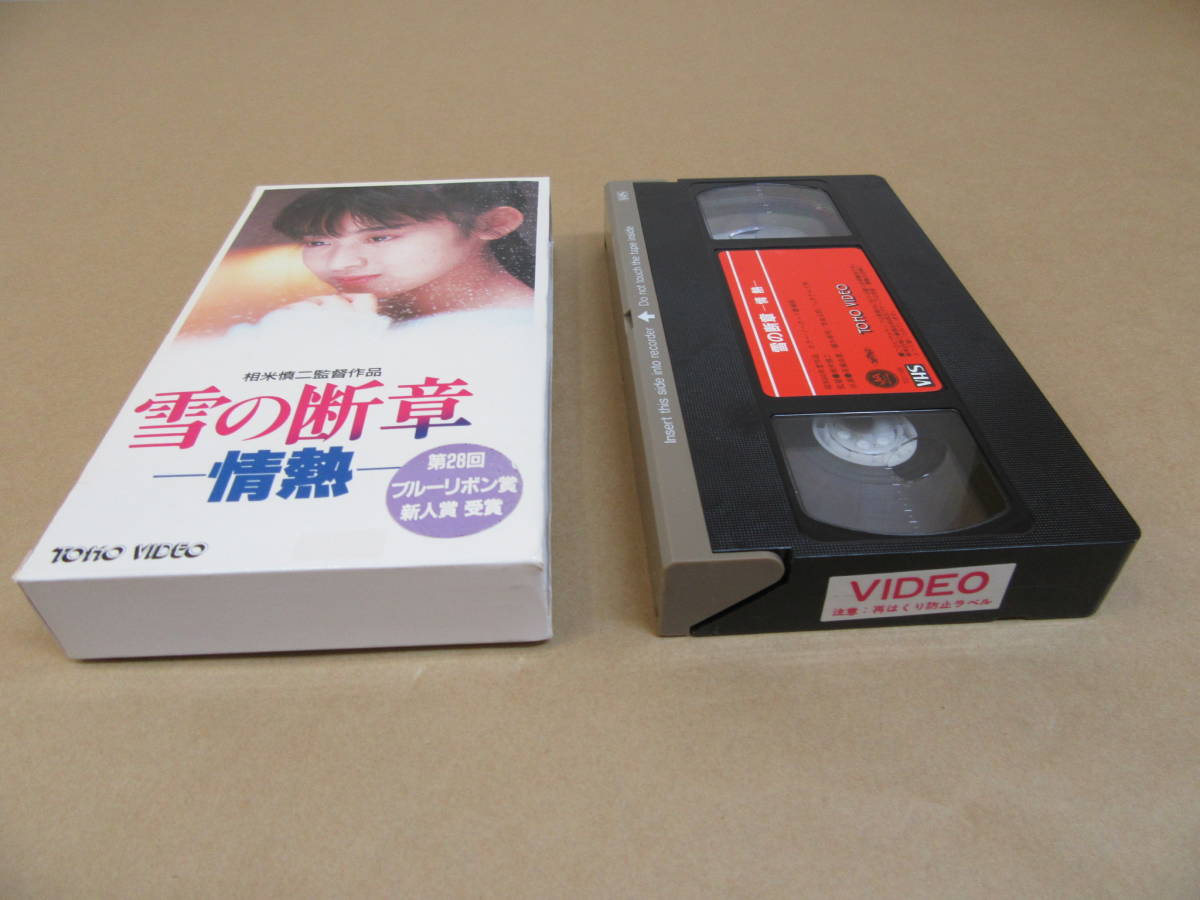 相米慎二監督作品
雪の断章
―情熱―
第28回
ブルーリボン賞
新人賞 受賞
TOHO VIDEO
VHS
Do not touch the tape inside
Insert this side into recorder
雪の断章―情熱―
TOHO VIDEO
VHS
VIDEO
注意:再はくり防止ラベル